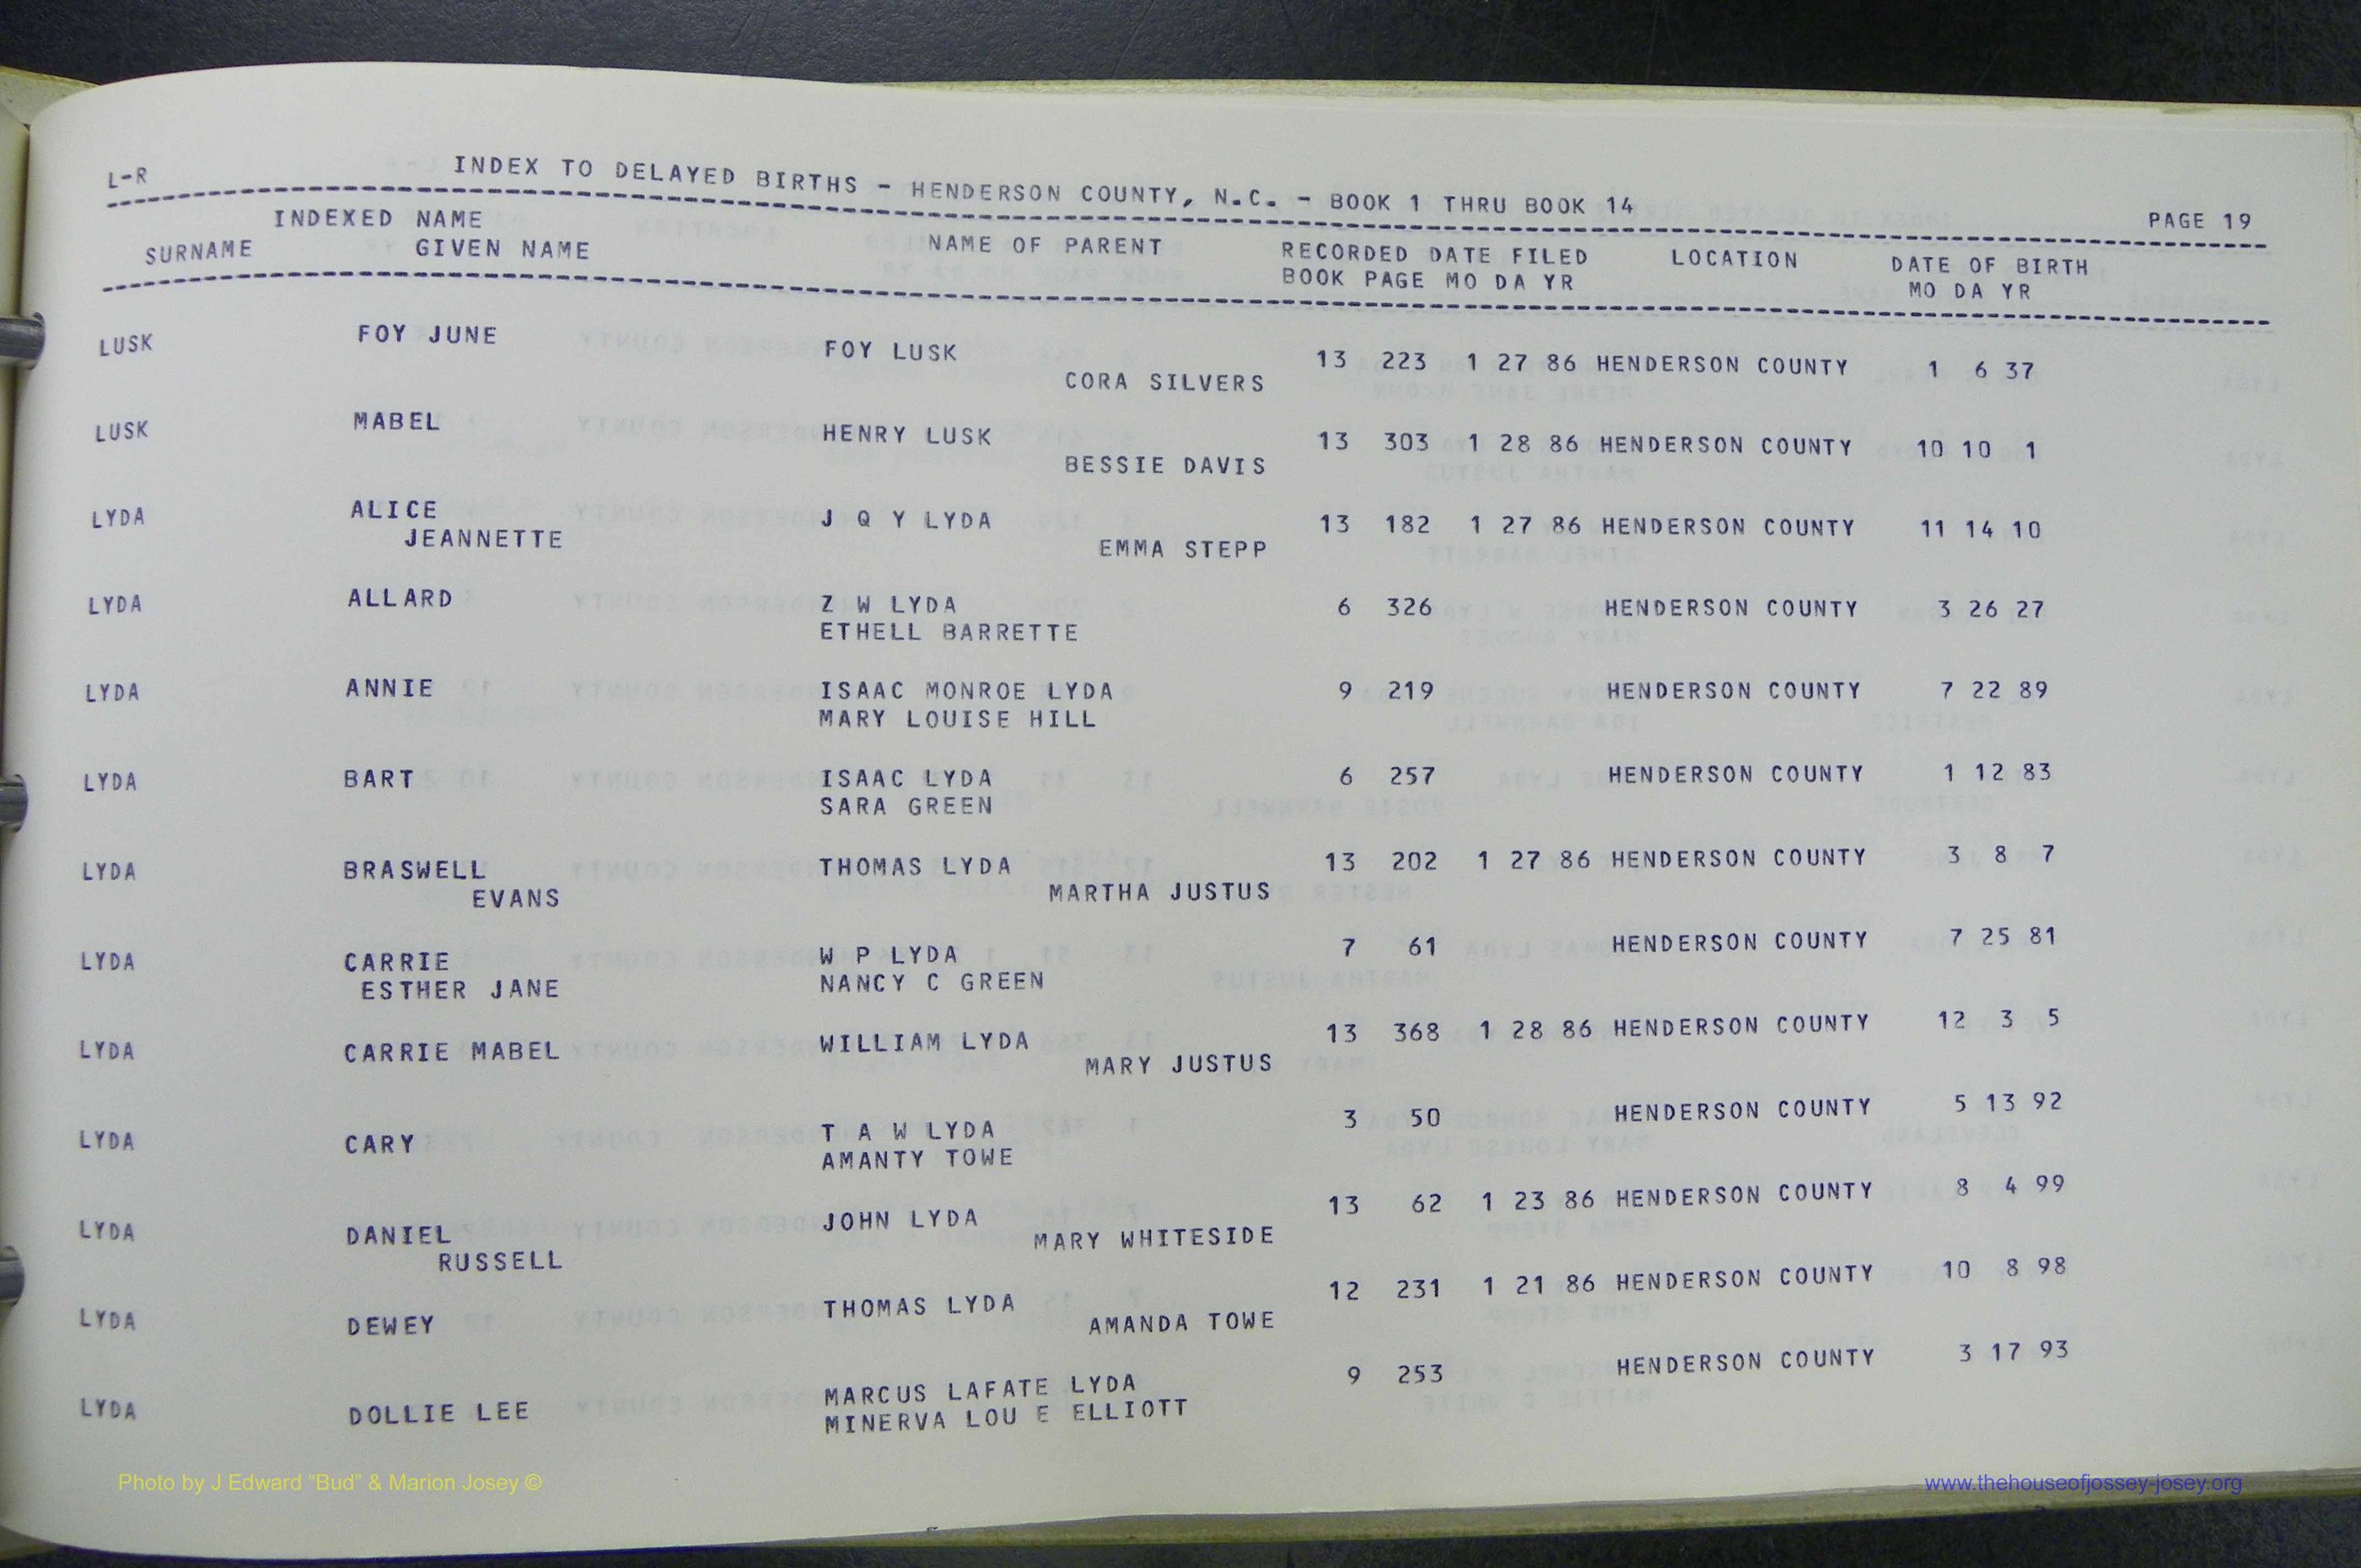 L-R INDEX TO DELAYED BIRTHS - HENDERSON COUNTY, N.C. - BOOK 1 THRU BOOK 14 PAGE 19
INDEXED NAME
SURNAME GIVEN NAME NAME OF PARENT RECORDED DATE FILED LOCATION DATE OF BIRTH
BOOK PAGE MO DA YR MO DA YR
LUSK FOY JUNE FOY LUSK 13 223 1 27 86 HENDERSON COUNTY 1 6 37
CORA SILVERS
LUSK MABEL HENRY LUSK 13 303 1 28 86 HENDERSON COUNTY 10 10 1
BESSIE DAVIS
LYDA ALICE J Q Y LYDA 13 182 1 27 86 HENDERSON COUNTY 11 14 10
JEANNETTE EMMA STEPP
LYDA ALLARD Z W LYDA 6 326 HENDERSON COUNTY 3 26 27
ETHELL BARRETTE
LYDA ANNIE ISAAC MONROE LYDA 9 219 HENDERSON COUNTY 7 22 89
MARY LOUISE HILL
LYDA BART ISAAC LYDA 6 257 HENDERSON COUNTY 1 12 83
SARA GREEN
LYDA BRASWELL THOMAS LYDA 13 202 1 27 86 HENDERSON COUNTY 3 8 7
EVANS MARTHA JUSTUS
LYDA CARRIE W P LYDA 7 61 HENDERSON COUNTY 7 25 81
ESTHER JANE NANCY C GREEN
LYDA CARRIE MABEL WILLIAM LYDA 13 368 1 28 86 HENDERSON COUNTY 12 3 5
MARY JUSTUS
LYDA CARY T A W LYDA 3 50 HENDERSON COUNTY 5 13 92
AMANTY TOWE
LYDA DANIEL JOHN LYDA 13 62 1 23 86 HENDERSON COUNTY 8 4 99
RUSSELL MARY WHITESIDE
LYDA DEWEY THOMAS LYDA 12 231 1 21 86 HENDERSON COUNTY 10 8 98
AMANDA TOWE
LYDA DOLLIE LEE MARCUS LAFATE LYDA 9 253 HENDERSON COUNTY 3 17 93
MINERVA LOU E ELLIOTT
Photo by J Edward “Bud” & Marion Josey © www.thehouseofjossey-josey.org